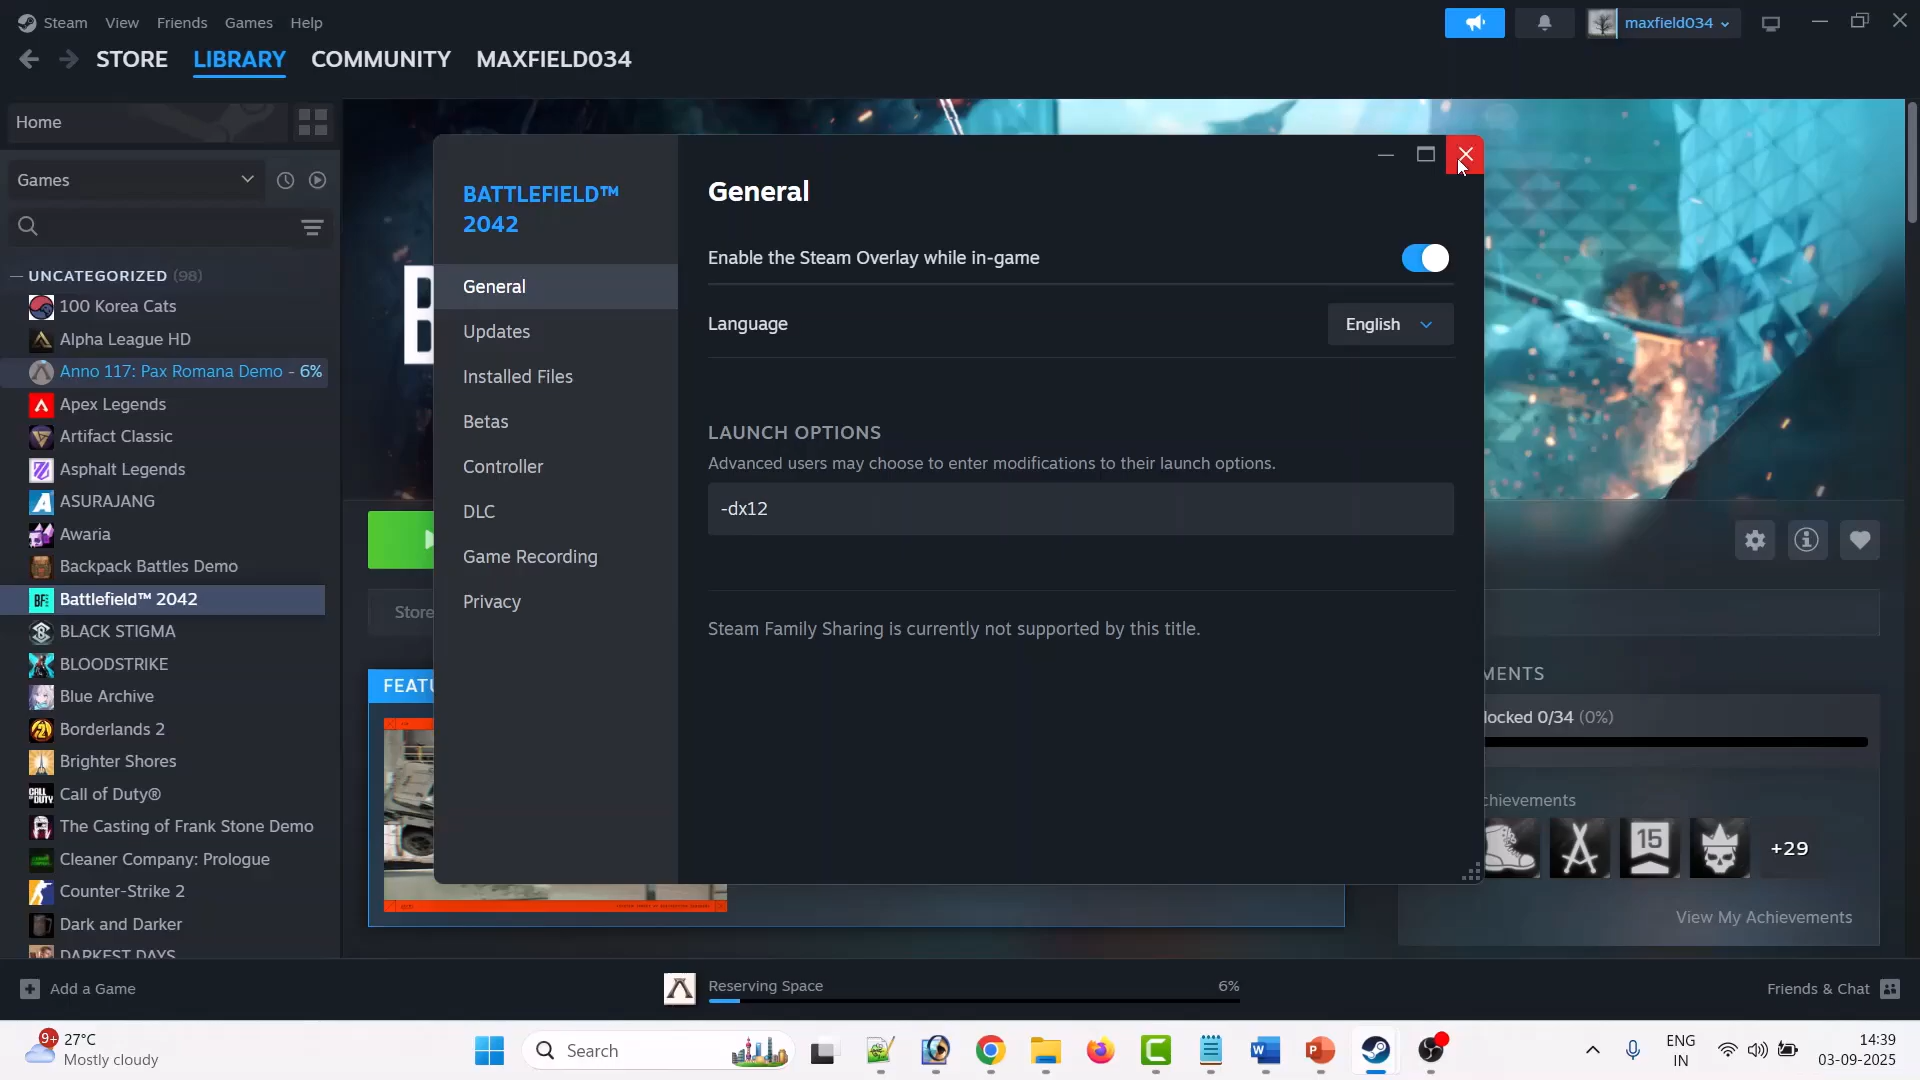 Steam View Friends Games Help
maxfield034
STORE LIBRARY COMMUNITY MAXFIELD034
Home
Games
UNCATEGORIZED (98)
100 Korea Cats
Alpha League HD
Anno 117: Pax Romana Demo - 6%
Apex Legends
Artifact Classic
Asphalt Legends
ASURAJANG
Awaria
Backpack Battles Demo
Battlefield™ 2042
BLACK STIGMA
BLOODSTRIKE
Blue Archive
Borderlands 2
Brighter Shores
Call of Duty®
The Casting of Frank Stone Demo
Cleaner Company: Prologue
Counter-Strike 2
Dark and Darker
DARKEST DAYS
Add a Game
BATTLEFIELD™
2042
General
Updates
Installed Files
Betas
Controller
DLC
Game Recording
Privacy
General
Enable the Steam Overlay while in-game
Language English
LAUNCH OPTIONS
Advanced users may choose to enter modifications to their launch options.
-dx12
Steam Family Sharing is currently not supported by this title.
Store
FEATU
MENTS
locked 0/34 (0%)
chievements
15
+29
View My Achievements
Reserving Space 6%
Friends & Chat
9+ 27°C
Mostly cloudy
Search
ENG
IN
14:39
03-09-2025